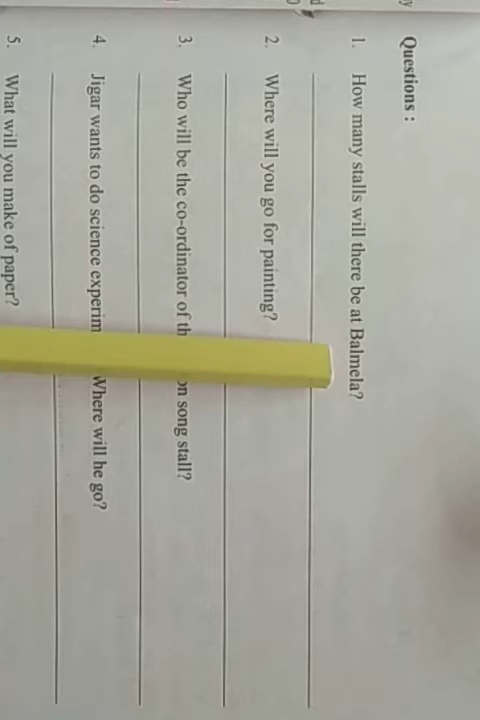 Questions :
1. How many stalls will there be at Balmela?
2. Where will you go for painting?
3. Who will be the co-ordinator of on song stall?
4. Jigar wants to do science Where will he go?
5. What will you make of paper?